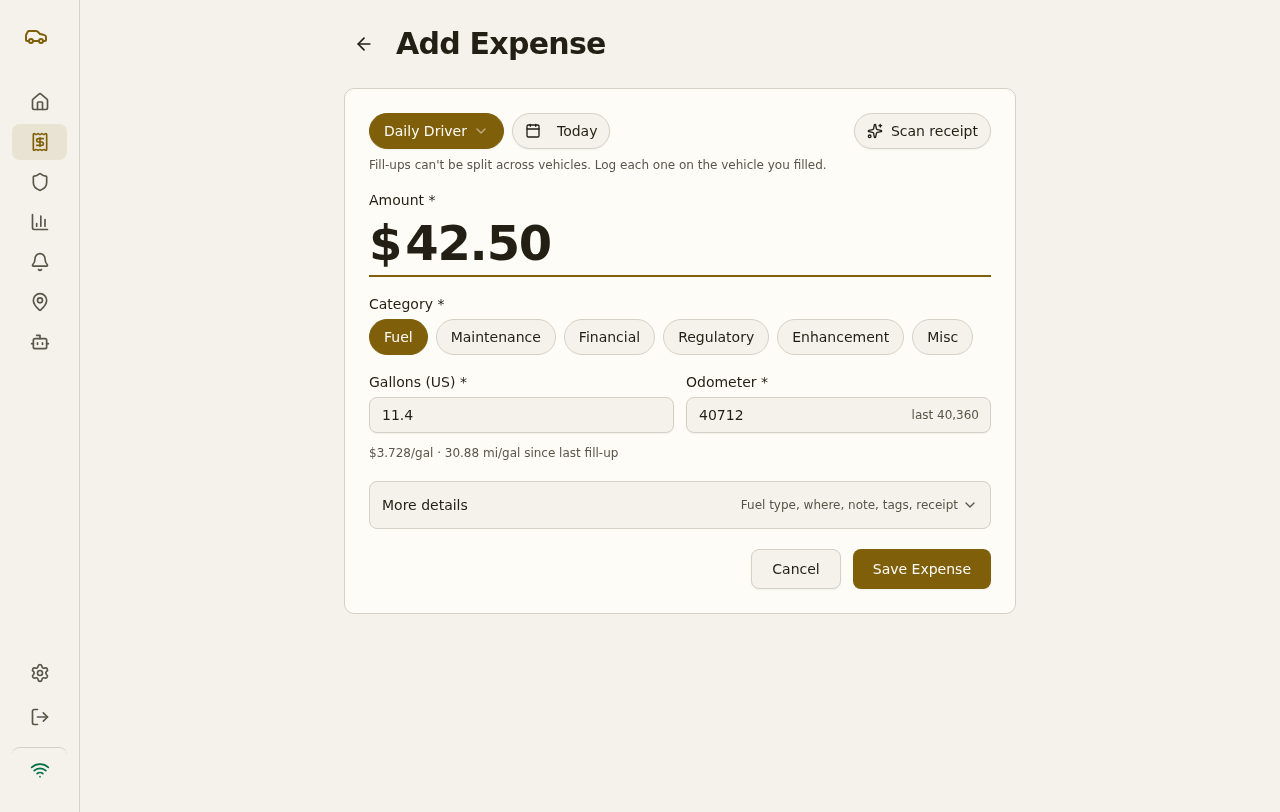 Add Expense
Daily Driver
Today
Scan receipt
Fill-ups can't be split across vehicles. Log each one on the vehicle you filled.
Amount *
$42.50
Category *
Fuel
Maintenance
Financial
Regulatory
Enhancement
Misc
Gallons (US) *
Odometer *
11.4
40712
last 40,360
$3.728/gal · 30.88 mi/gal since last fill-up
More details
Fuel type, where, note, tags, receipt
Cancel
Save Expense